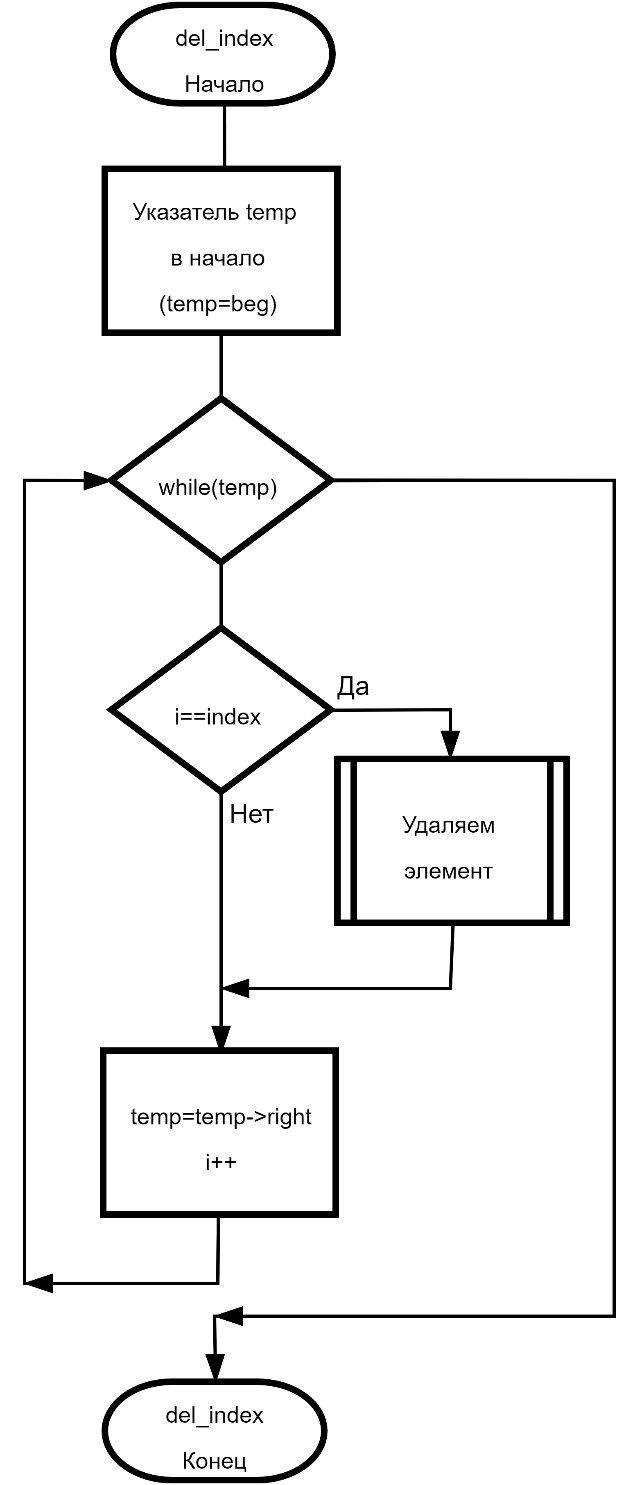 del_index
Начало
Указатель temp
в начало
(temp=beg)
while(temp)
i==index
Да
Нет
Удаляем
элемент
temp=temp->right
i++
del_index
Конец